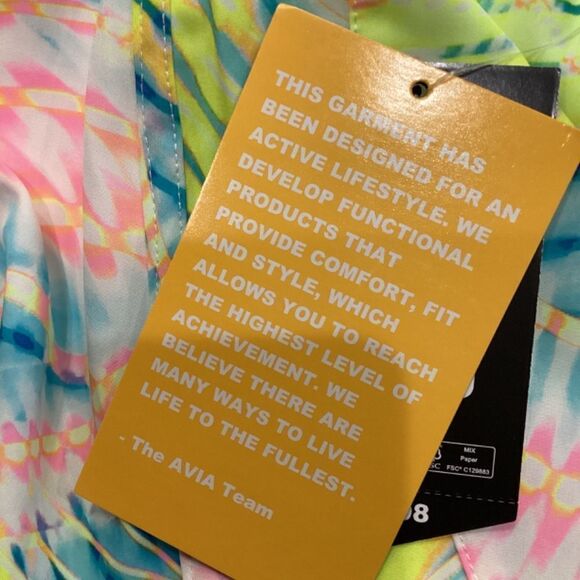 THIS GARMENT HAS
BEEN DESIGNED FOR AN
ACTIVE LIFESTYLE. WE
DEVELOP FUNCTIONAL
PRODUCTS THAT
PROVIDE COMFORT, FIT
AND STYLE, WHICH
ALLOWS YOU TO REACH
THE HIGHEST LEVEL OF
ACHIEVEMENT. WE
BELIEVE THERE ARE
MANY WAYS TO LIVE
LIFE TO THE FULLEST.
- The AVIA Team
MIX
Paper
FSC® C129883